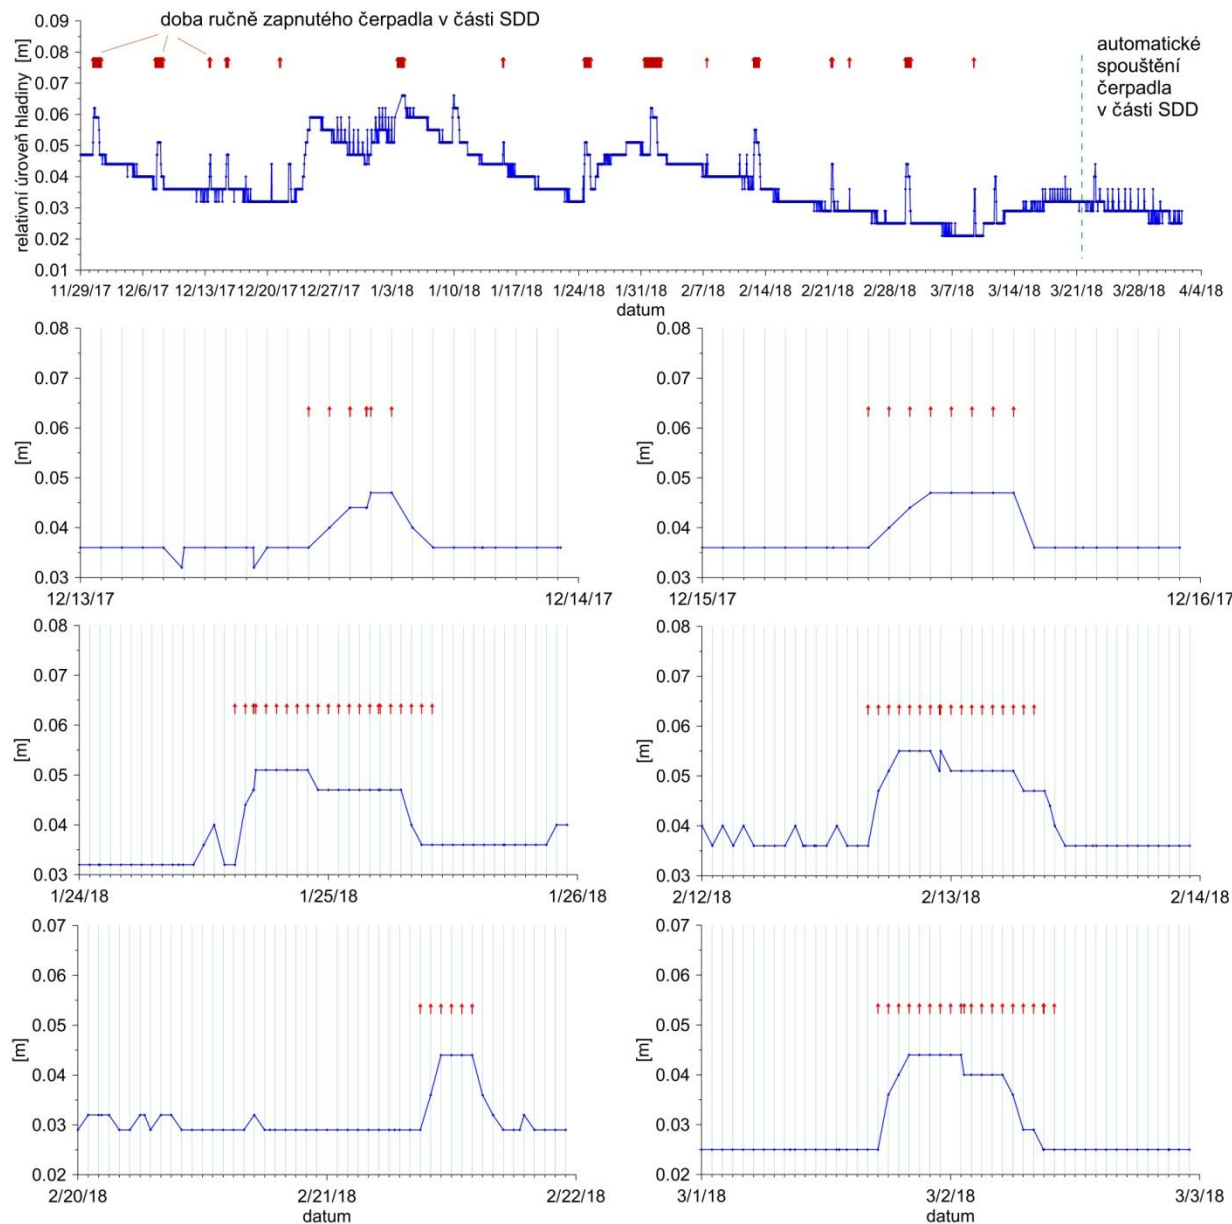 doba ručně zapnutého čerpadla v části SDD
automatické
spouštění
čerpadla
v části SDD
relativní úroveň hladiny [m]
0.09
0.08
0.07
0.06
0.05
0.04
0.03
0.02
0.01
11/29/17 12/6/17 12/13/17 12/20/17 12/27/17 1/3/18 1/10/18 1/17/18 1/24/18 1/31/18 2/7/18 2/14/18 2/21/18 2/28/18 3/7/18 3/14/18 3/21/18 3/28/18 4/4/18
datum
[m]
0.08
0.07
0.06
0.05
0.04
0.03
12/13/17 12/14/17
[m]
0.08
0.07
0.06
0.05
0.04
0.03
12/15/17 12/16/17
[m]
0.08
0.07
0.06
0.05
0.04
0.03
1/24/18 1/25/18 1/26/18
[m]
0.08
0.07
0.06
0.05
0.04
0.03
2/12/18 2/13/18 2/14/18
[m]
0.07
0.06
0.05
0.04
0.03
0.02
2/20/18 2/21/18 2/22/18
datum
[m]
0.07
0.06
0.05
0.04
0.03
0.02
3/1/18 3/2/18 3/3/18
datum